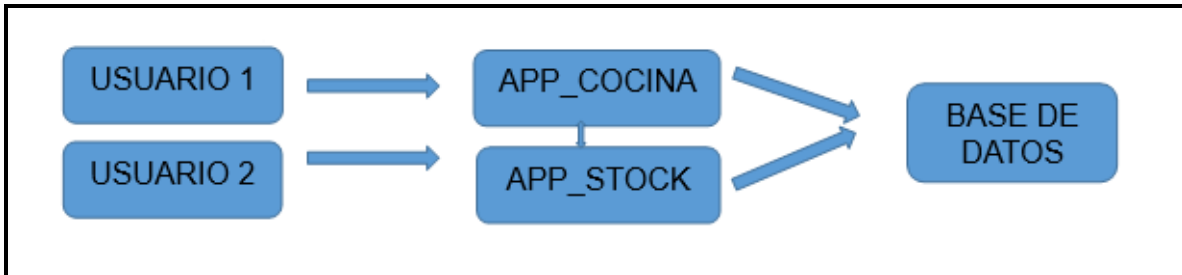 USUARIO 1
USUARIO 2
APP_COCINA
APP_STOCK
BASE DE
DATOS